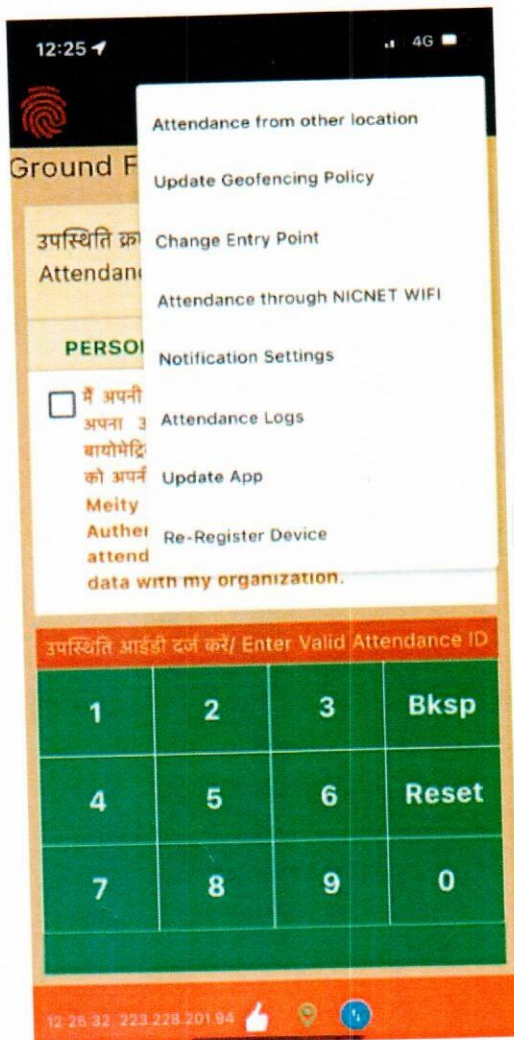 12:25
4G
Attendance from other location
Ground F
Update Geofencing Policy
उपस्थिति
Change Entry Point
Attendan
Attendance through NICNET WIFI
PERSO
Notification Settings
मैं अपनी
अपना
Attendance Logs
को अपनी
Update App
Meity
Authe
Re-Register Device
attend
data with my organization.
उपस्थिति आईडी दर्ज करें/ Enter Valid Attendance ID
1 2 3 Bksp
4 5 6 Reset
7 8 9 0
12:26:32 223.228.201.94